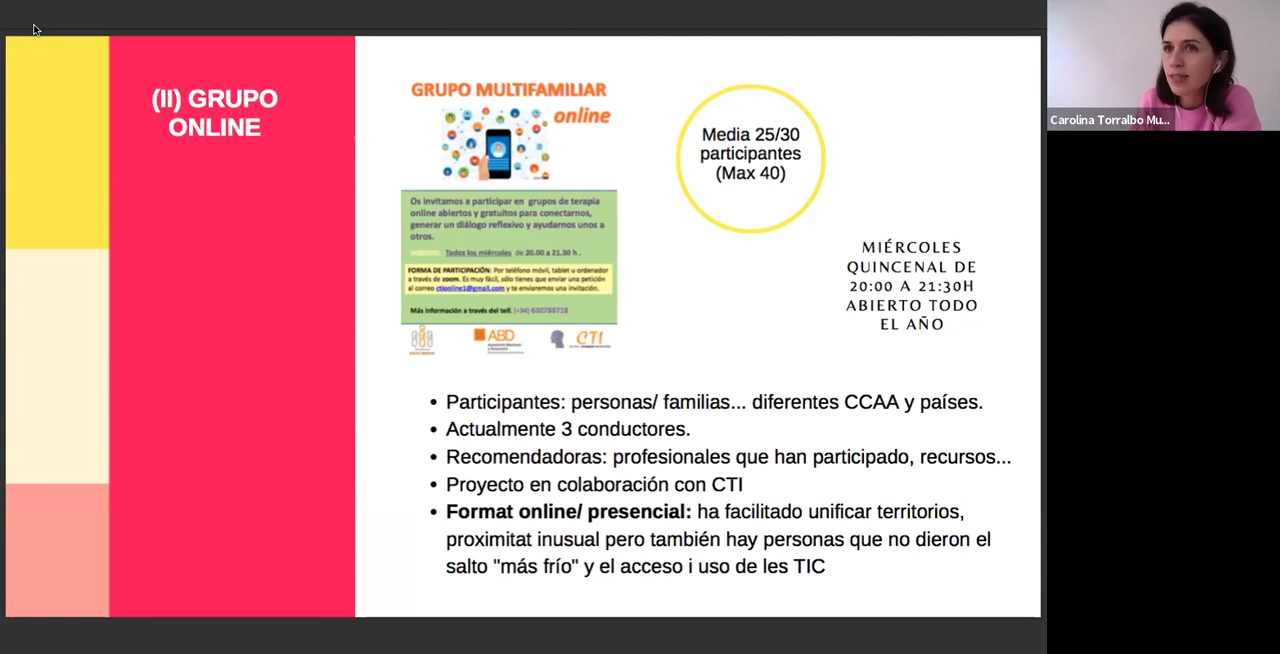 (II) GRUPO
ONLINE
GRUPO MULTIFAMILIAR
online
Os invitamos a participar en grupos de terapia
online abiertos y gratuitos para conectarnos,
generar un diálogo reflexivo y ayudarnos unos a
otros.
Todos los miércoles de 20.00 a 21.30 h .
FORMA DE PARTICIPACIÓN: Por teléfono móvil, tablet u ordenador
a través de zoom. Es muy fácil, sólo tienes que enviar una petición
al correo ctionline1@gmail.com y te enviaremos una invitación.
Más información a través del telf. (+34) 630788718
ABD
CTI
Media 25/30
participantes
(Max 40)
MIÉRCOLES
QUINCENAL DE
20:00 A 21:30H
ABIERTO TODO
EL AÑO
• Participantes: personas/ familias... diferentes CCAA y países.
• Actualmente 3 conductores.
• Recomendadoras: profesionales que han participado, recursos...
• Proyecto en colaboración con CTI
• Format online/ presencial: ha facilitado unificar territorios,
proximitat inusual pero también hay personas que no dieron el
salto "más frío" y el acceso i uso de les TIC
Carolina Torralbo Mu...